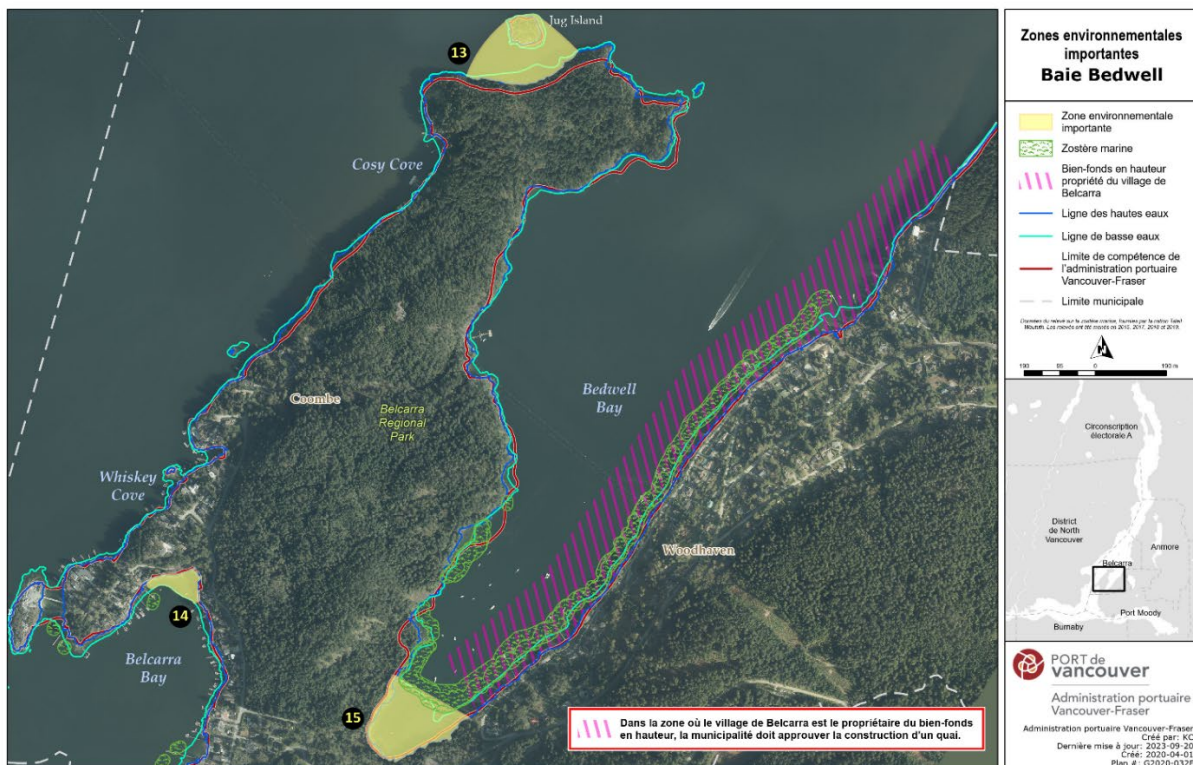 Jug Island
13
Cosy Cove
Coombe
Belcarra
Regional
Park
Bedwell
Bay
Whiskey
Cove
Woodhaven
14
Belcarra
Bay
15
Dans la zone où le village de Belcarra est le propriétaire du bien-fonds
en hauteur, la municipalité doit approuver la construction d'un quai.
Zones environnementales
importantes
Baie Bedwell
Zone environnementale
importante
Zostère marine
Bien-fonds en hauteur
propriété du village de
Belcarra
Ligne des hautes eaux
Ligne de basse eaux
Limite de compétence de
l'administration portuaire
Vancouver-Fraser
Limite municipale
N
0
Circonscription
électorale A
District
de North
Vancouver
Anmore
Belcarra
Port Moody
Burnaby
PORT de
vancouver
Administration portuaire
Vancouver-Fraser
Administration portuaire Vancouver-Fraser
Créé par: KC
Dernière mise à jour: 2023-09-20
Créé: 2020-04-01
Plan #: G2020-032F